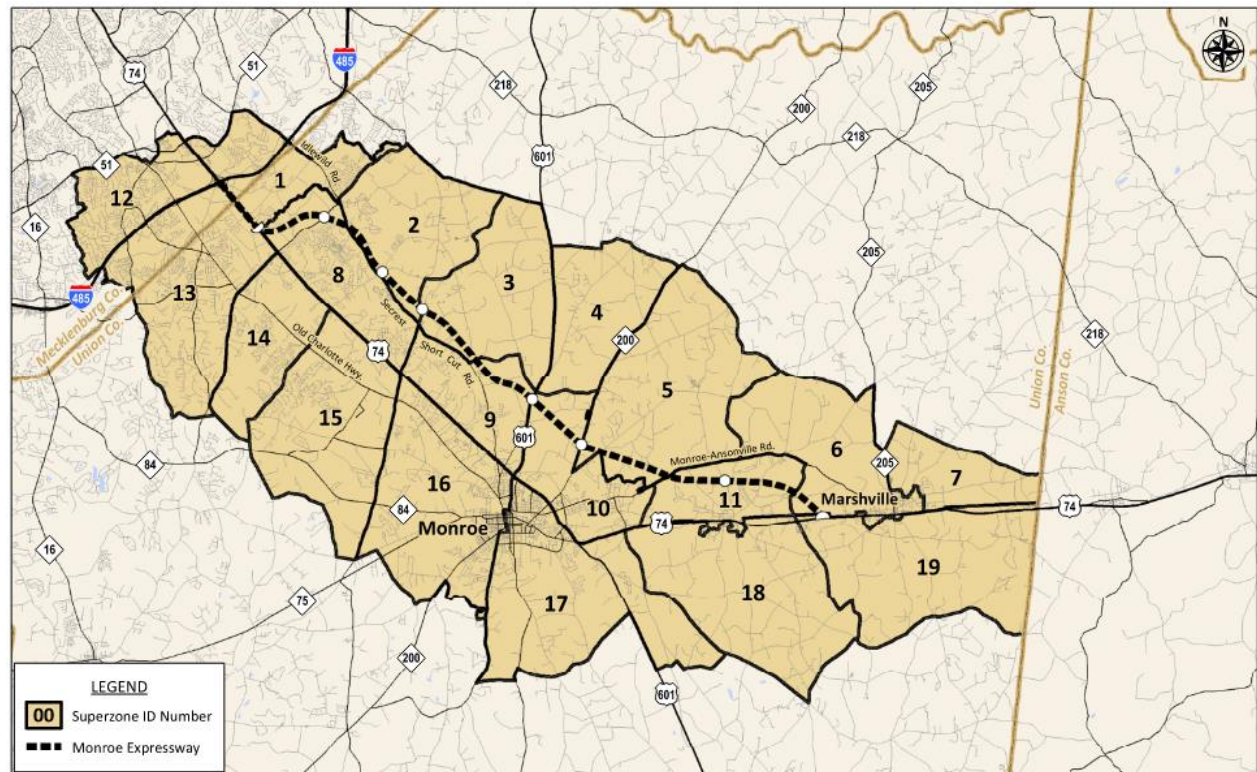 N
485
51
74
218
205
200
218
601
51
Idlewild Rd.
1
12
16
2
8
3
4
205
485
13
Mecklenburg Co.
Union Co.
Secrest
Short Cut Rd.
200
218
14
Old Charlotte Hwy.
74
5
Union Co.
Anson Co.
15
9
601
6
Monroe-Ansonville Rd.
205
7
84
16
11
Marshville
84
10
74
74
Monroe
16
19
18
17
75
200
601
LEGEND
00 Superzone ID Number
Monroe Expressway